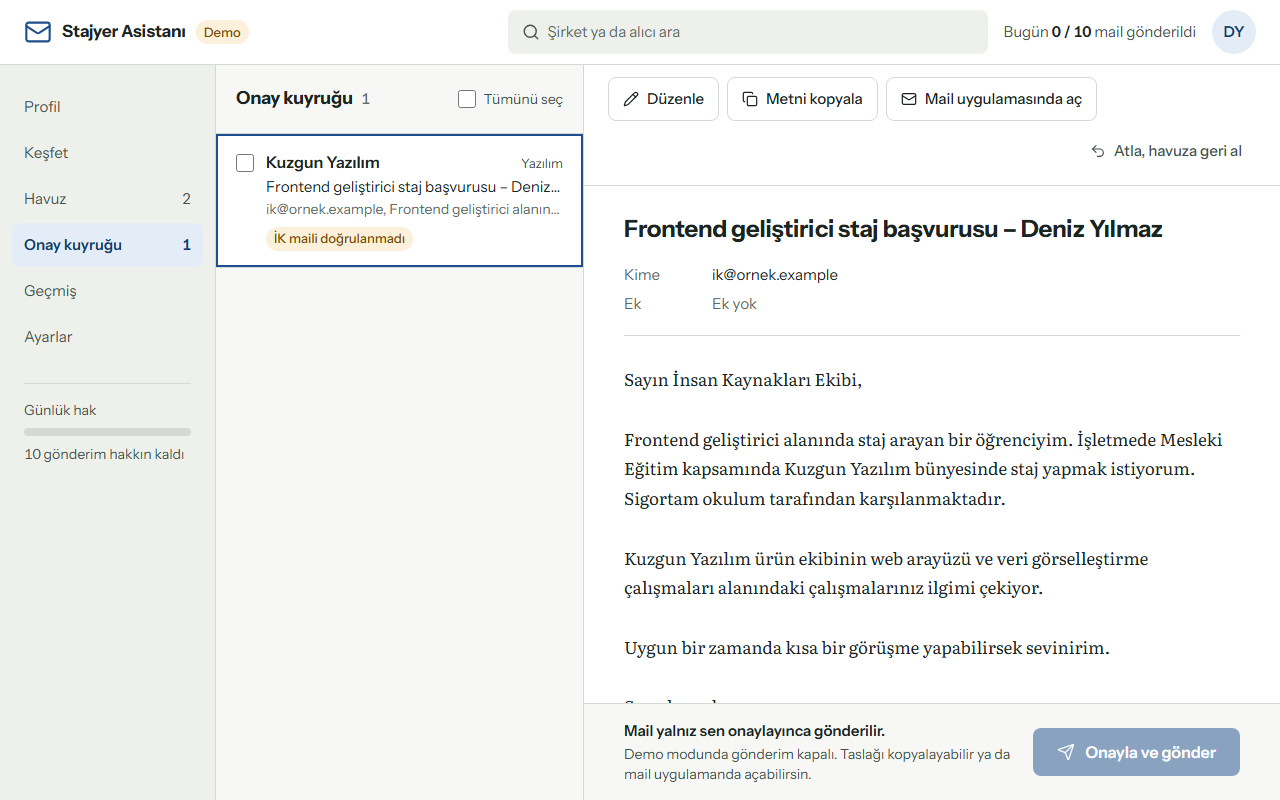 Stajyer Asistanı
Demo
Şirket ya da alıcı ara
Bugün 0 / 10 mail gönderildi
DY
Profil
Keşfet
Havuz 2
Onay kuyruğu 1
Geçmiş
Ayarlar
Günlük hak
10 gönderim hakkın kaldı
Onay kuyruğu 1
Tümünü seç
Kuzgun Yazılım
Yazılım
Frontend geliştirici staj başvurusu – Deniz...
ik@ornek.example, Frontend geliştirici alanın...
İK maili doğrulanmadı
Düzenle
Metni kopyala
Mail uygulamasında aç
Atla, havuza geri al
Frontend geliştirici staj başvurusu – Deniz Yılmaz
Kime ik@ornek.example
Ek Ek yok
Sayın İnsan Kaynakları Ekibi,
Frontend geliştirici alanında staj arayan bir öğrenciyim. İşletmede Mesleki
Eğitim kapsamında Kuzgun Yazılım bünyesinde staj yapmak istiyorum.
Sigortam okulum tarafından karşılanmaktadır.
Kuzgun Yazılım ürün ekibinin web arayüzü ve veri görselleştirme
çalışmaları alanındaki çalışmalarınız ilgimi çekiyor.
Uygun bir zamanda kısa bir görüşme yapabilirsek sevinirim.
Mail yalnız sen onaylayınca gönderilir.
Demo modunda gönderim kapalı. Taslağı kopyalayabilir ya da
mail uygulamanda açabilirsin.
Onayla ve gönder